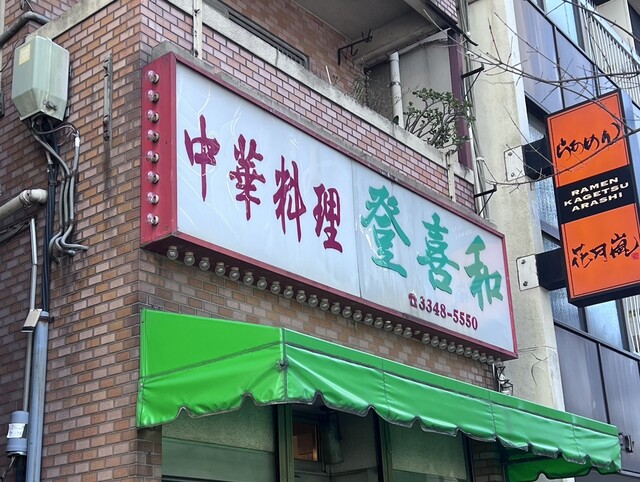 中華料理 登喜和
☎3348-5550
らあめん
RAMEN
KAGETSU
ARASHI
花月嵐